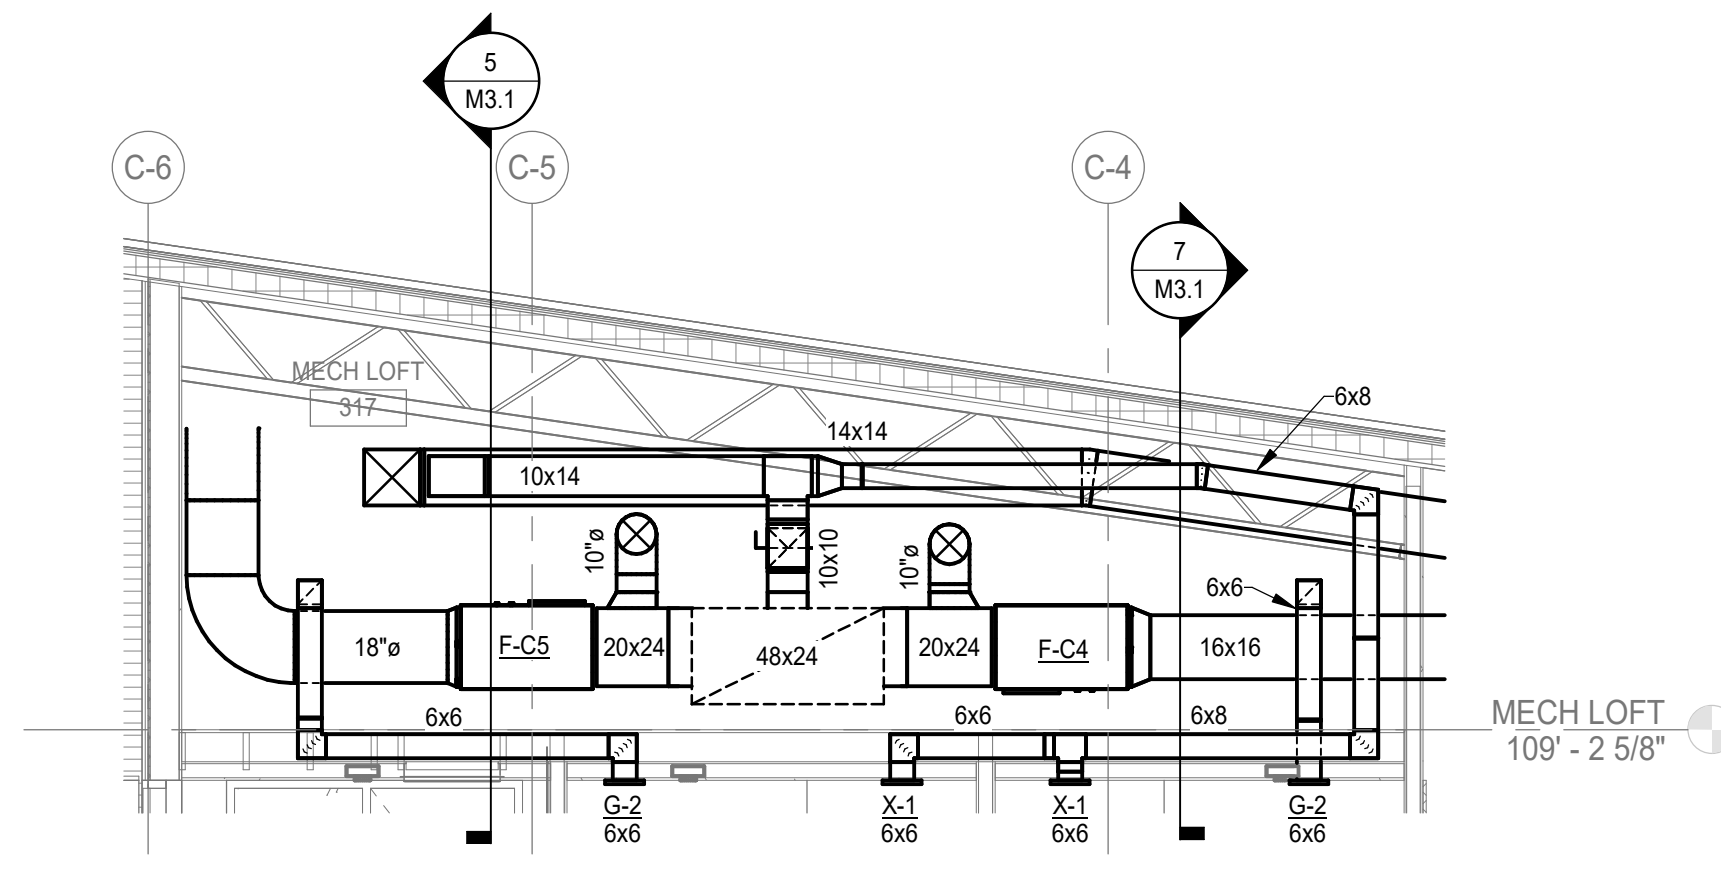 5
M3.1
C-6
C-5
C-4
7
M3.1
MECH LOFT
317
6x8
14x14
10x14
10"ø
10x10
10"ø
6x6
18"ø
F-C5
20x24
48x24
20x24
F-C4
16x16
6x6
6x6
6x8
MECH LOFT
109' - 2 5/8"
G-2
6x6
X-1
6x6
X-1
6x6
G-2
6x6